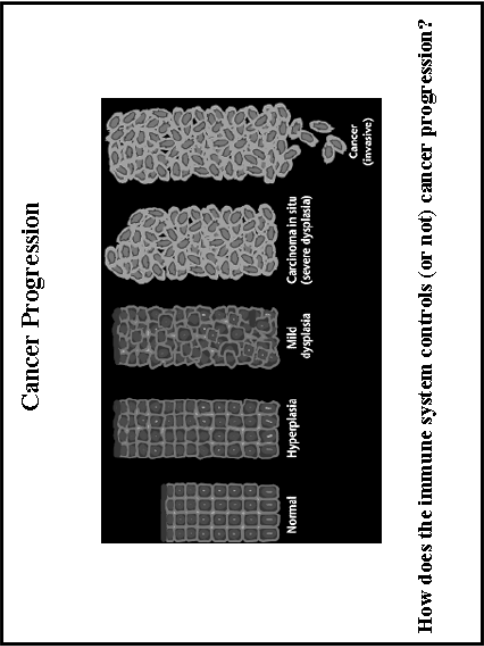 Cancer Progression
Normal
Hyperplasia
Mild
dysplasia
Carcinoma in situ
(severe dysplasia)
Cancer
(invasive)
How does the immune system controls (or not) cancer progression?